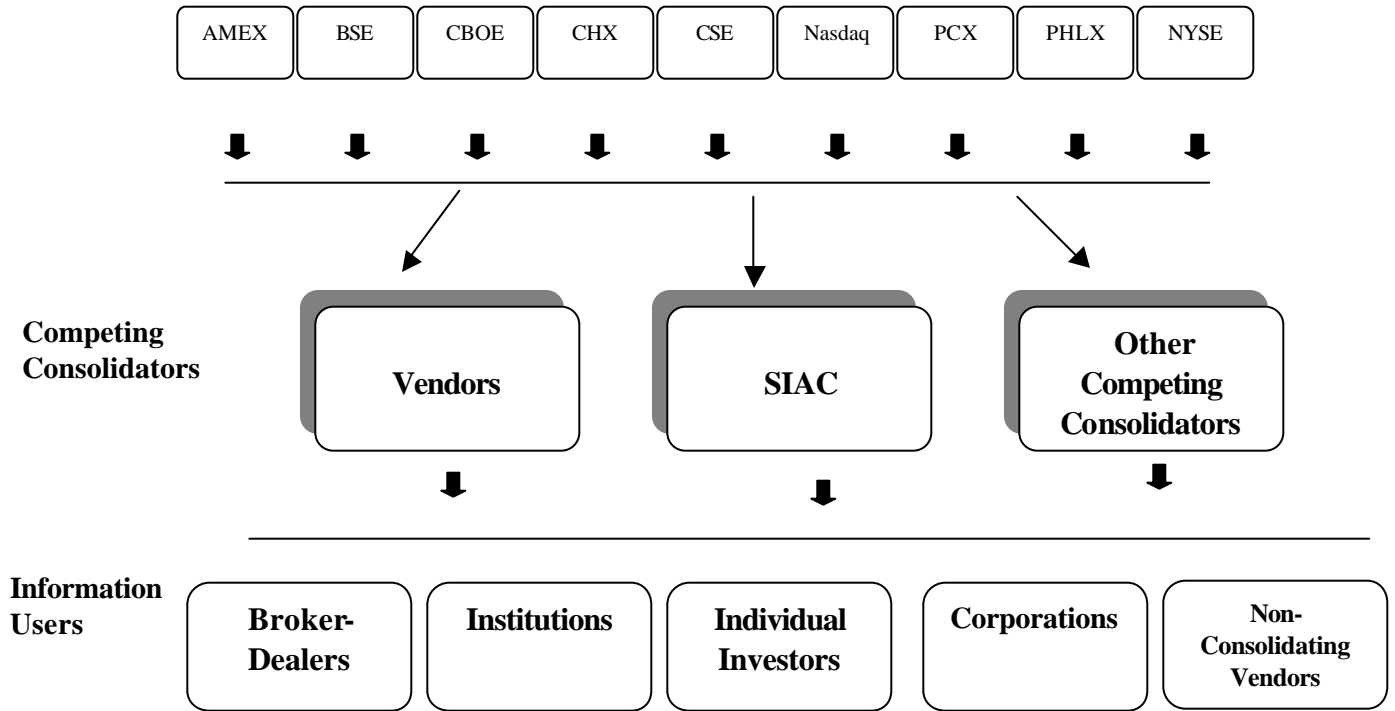 AMEX BSE CBOE CHX CSE Nasdaq PCX PHLX NYSE
Competing
Consolidators
Vendors
SIAC
Other
Competing
Consolidators
Information
Users
Broker-
Dealers
Institutions
Individual
Investors
Corporations
Non-
Consolidating
Vendors